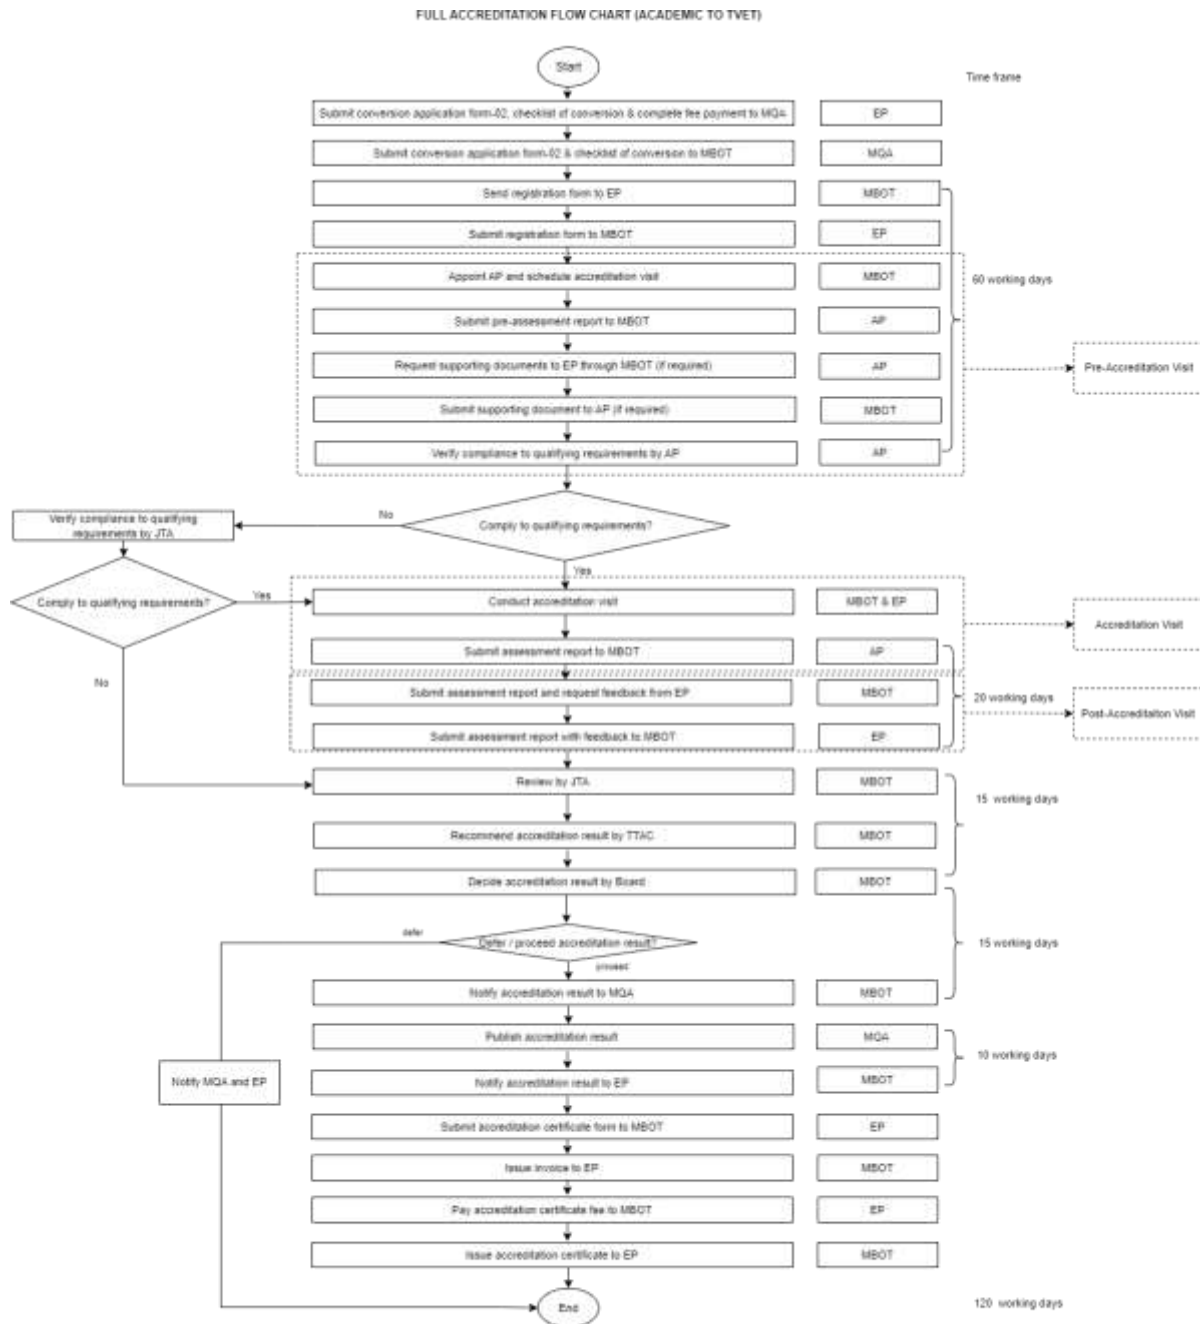 FULL ACCREDITATION FLOW CHART (ACADEMIC TO TVET)
Start
Time frame
Submit conversion application form-02, checklist of conversion & complete fee payment to MQA
EP
Submit conversion application form-02 & checklist of conversion to MBOT
MQA
Send registration form to EP
MBOT
Submit registration form to MBOT
EP
Appoint AP and schedule accreditation visit
MBOT
60 working days
Submit pre-assessment report to MBOT
AP
Request supporting documents to EP through MBOT (if required)
AP
Pre-Accreditation Visit
Submit supporting document to AP (if required)
MBOT
Verify compliance to qualifying requirements by AP
AP
Comply to qualifying requirements?
No
Verify compliance to qualifying
requirements by JTA
Yes
Comply to qualifying requirements?
Yes
Conduct accreditation visit
MBOT & EP
Accreditation Visit
Submit assessment report to MBOT
AP
No
Submit assessment report and request feedback from EP
MBOT
20 working days
Post-Accreditaiton Visit
Submit assessment report with feedback to MBOT
EP
Review by JTA
MBOT
15 working days
Recommend accreditation result by TTAC
MBOT
Decide accreditation result by Board
MBOT
defer
Defer / proceed accreditation result?
15 working days
proceed
Notify accreditation result to MQA
MBOT
Publish accreditation result
MQA
10 working days
Notify MQA and EP
Notify accreditation result to EP
MBOT
Submit accreditation certificate form to MBOT
EP
Issue invoice to EP
MBOT
Pay accreditation certificate fee to MBOT
EP
Issue accreditation certificate to EP
MBOT
End
120 working days